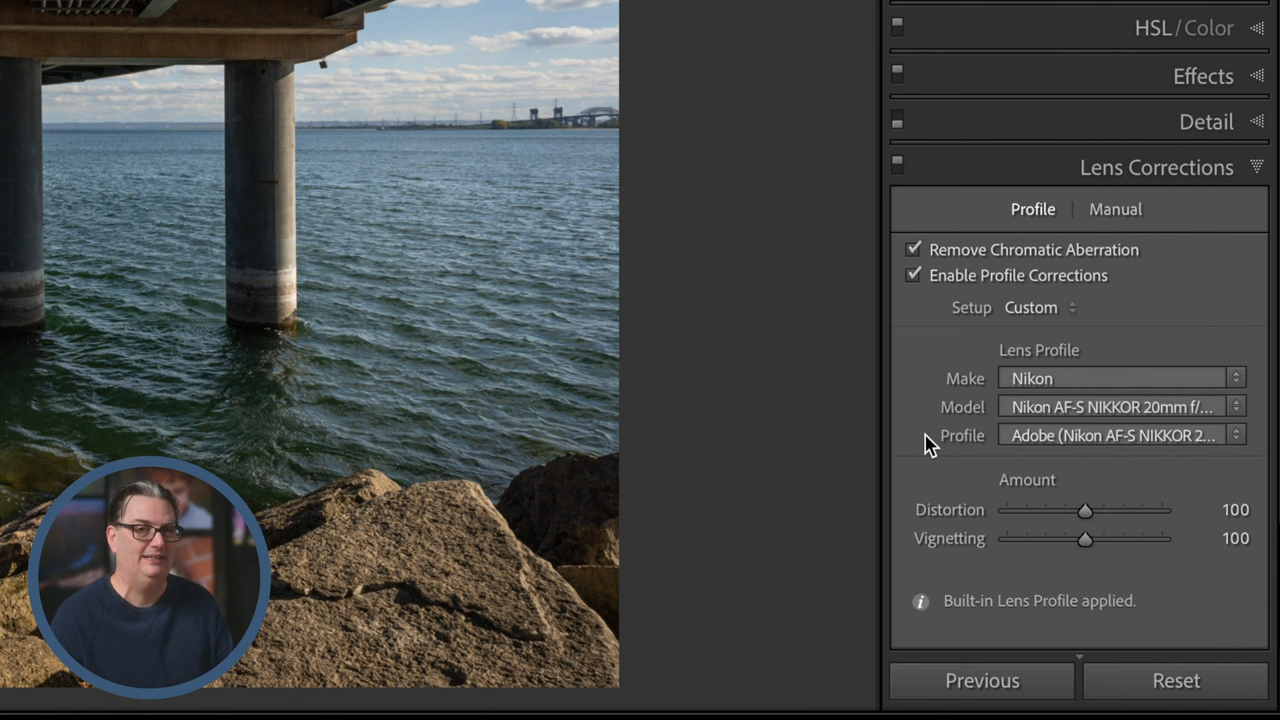 HSL / Color
Effects
Detail
Lens Corrections
Profile | Manual
Remove Chromatic Aberration
Enable Profile Corrections
Setup Custom
Lens Profile
Make Nikon
Model Nikon AF-S NIKKOR 20mm f/...
Profile Adobe (Nikon AF-S NIKKOR 2...
Amount
Distortion 100
Vignetting 100
Built-in Lens Profile applied.
Previous Reset